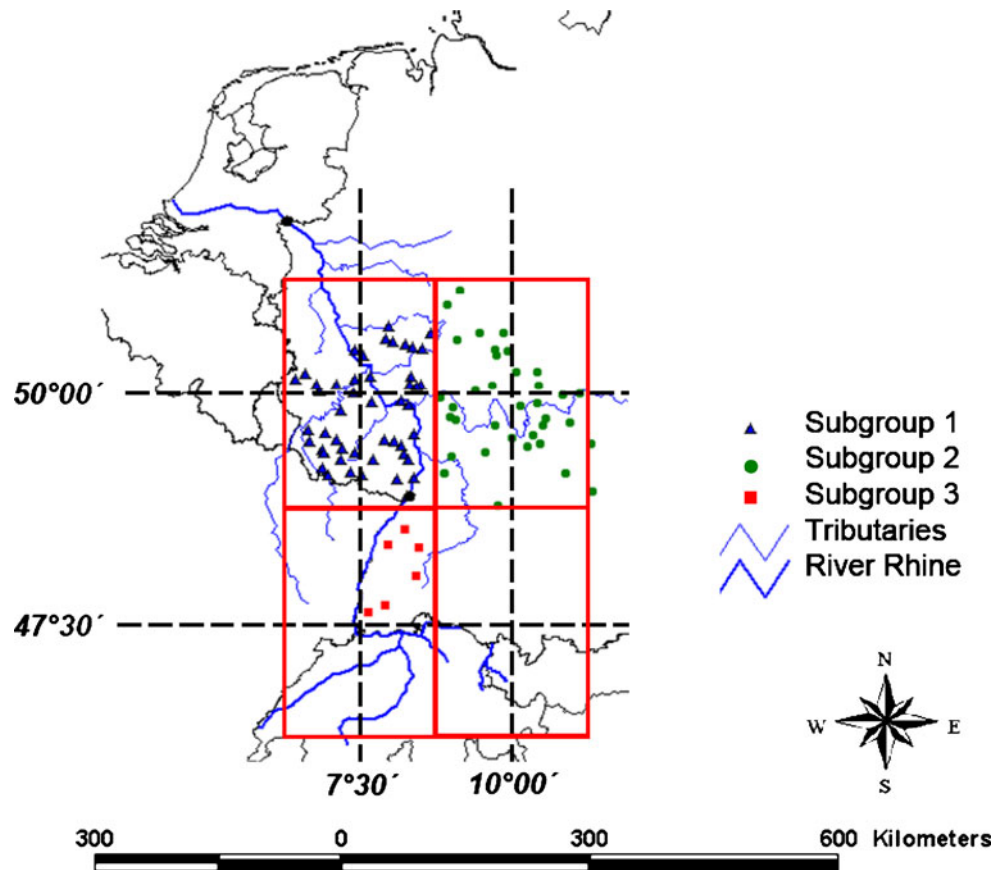 50°00´
47°30´
7°30´
10°00´
Subgroup 1
Subgroup 2
Subgroup 3
Tributaries
River Rhine
N
W
E
S
300
0
300
600
Kilometers